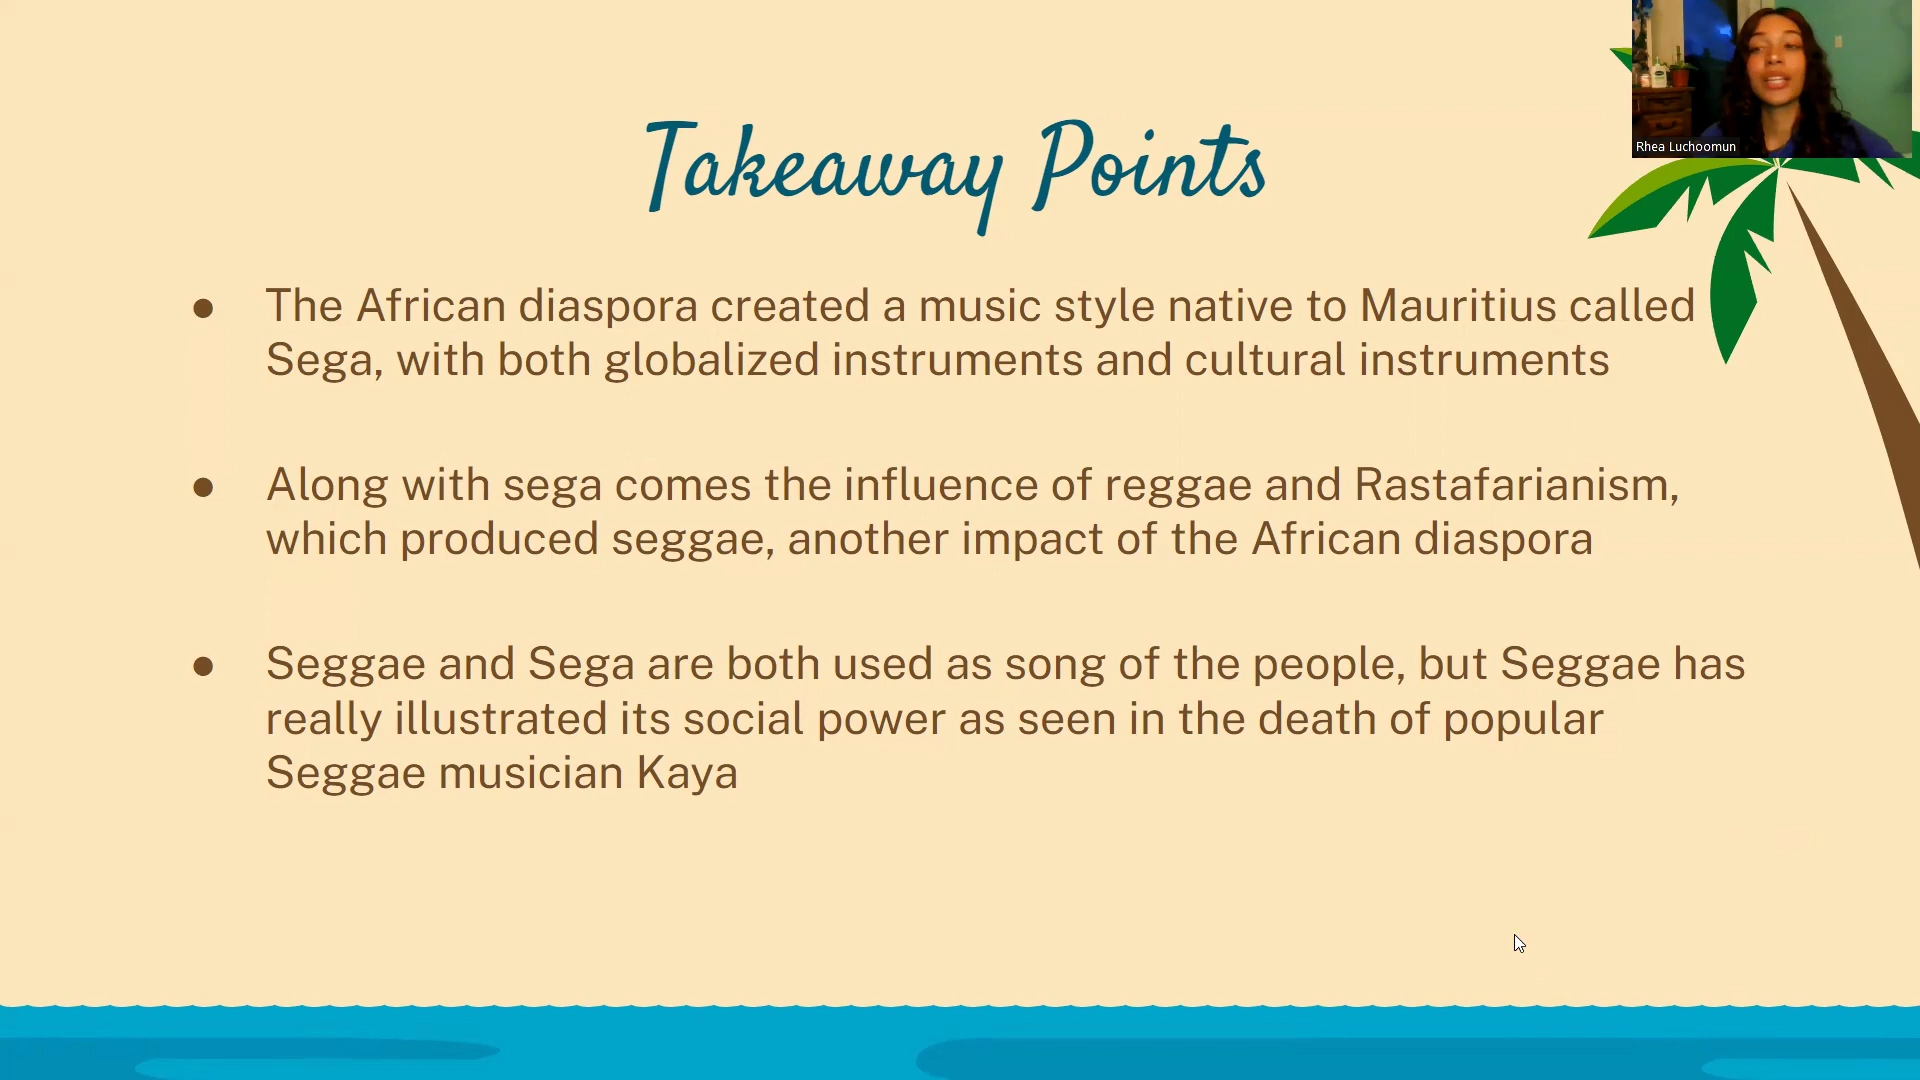 Rhea Luchoomun
Takeaway Points
● The African diaspora created a music style native to Mauritius called
Sega, with both globalized instruments and cultural instruments
● Along with sega comes the influence of reggae and Rastafarianism,
which produced seggae, another impact of the African diaspora
● Seggae and Sega are both used as song of the people, but Seggae has
really illustrated its social power as seen in the death of popular
Seggae musician Kaya